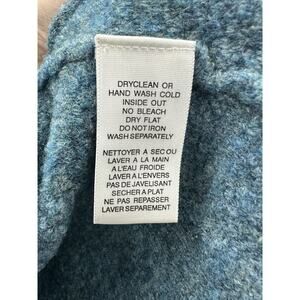 DRYCLEAN OR
HAND WASH COLD
INSIDE OUT
NO BLEACH
DRY FLAT
DO NOT IRON
WASH SEPARATELY
NETTOYER A SEC OU
LAVER A LA MAIN
A L'EAU FROIDE
LAVER A L'ENVERS
PAS DE JAVELISANT
SECHER A PLAT
NE PAS REPASSER
LAVER SEPAREMENT